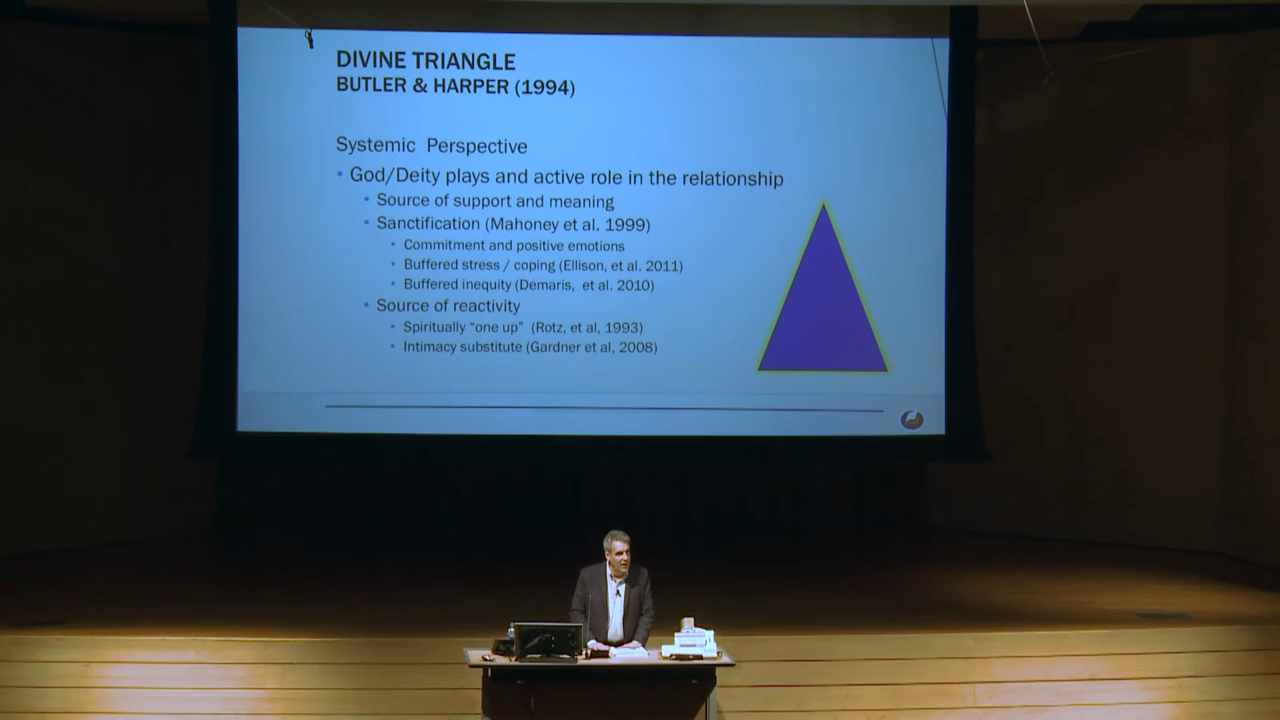 DIVINE TRIANGLE
BUTLER & HARPER (1994)
Systemic Perspective
• God/Deity plays and active role in the relationship
• Source of support and meaning
• Sanctification (Mahoney et al. 1999)
• Commitment and positive emotions
• Buffered stress / coping (Ellison, et al. 2011)
• Buffered inequity (Demaris, et al. 2010)
• Source of reactivity
• Spiritually “one up” (Rotz, et al, 1993)
• Intimacy substitute (Gardner et al, 2008)